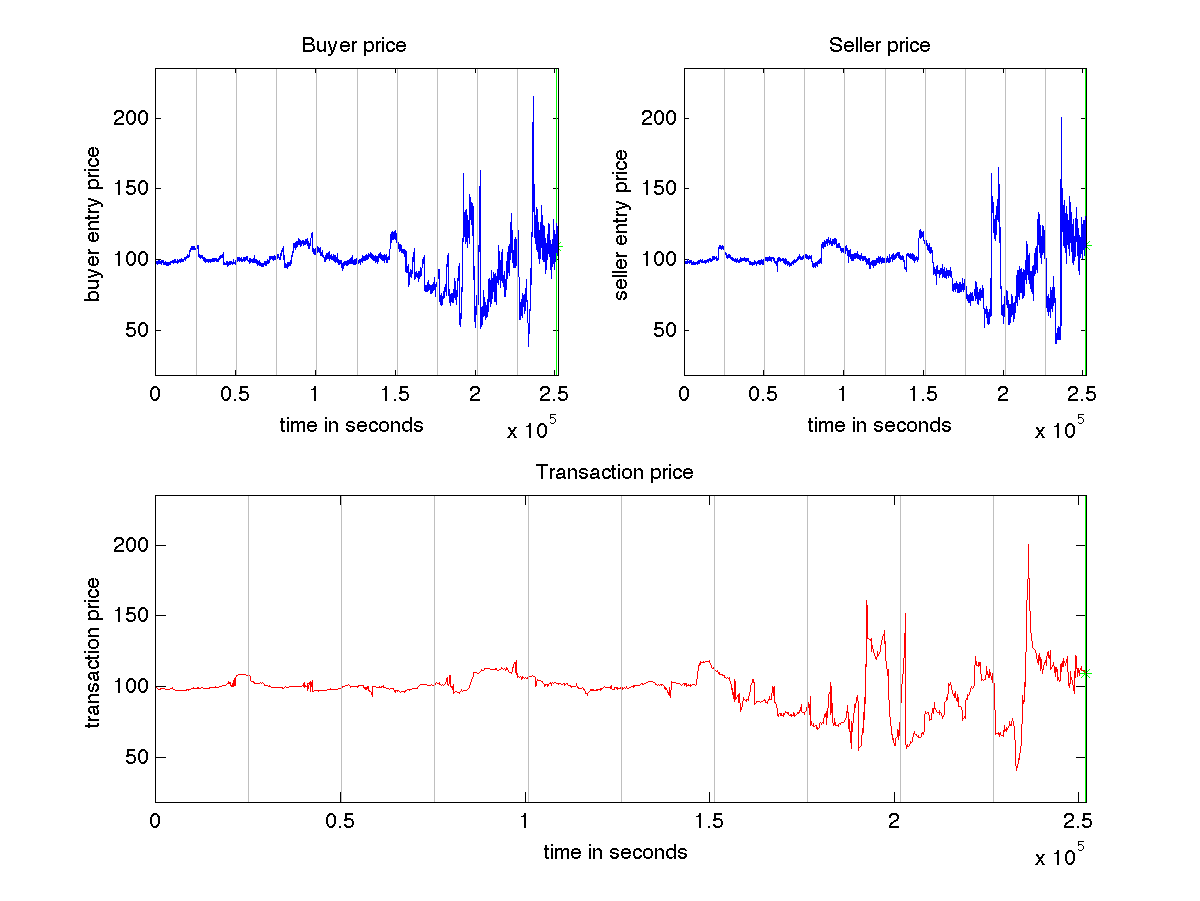 Buyer price
200
150
100
50
buyer entry price
0 0.5 1 1.5 2 2.5
time in seconds
x 10^5
Seller price
200
150
100
50
seller entry price
0 0.5 1 1.5 2 2.5
time in seconds
x 10^5
Transaction price
200
150
100
50
transaction price
0 0.5 1 1.5 2 2.5
time in seconds
x 10^5